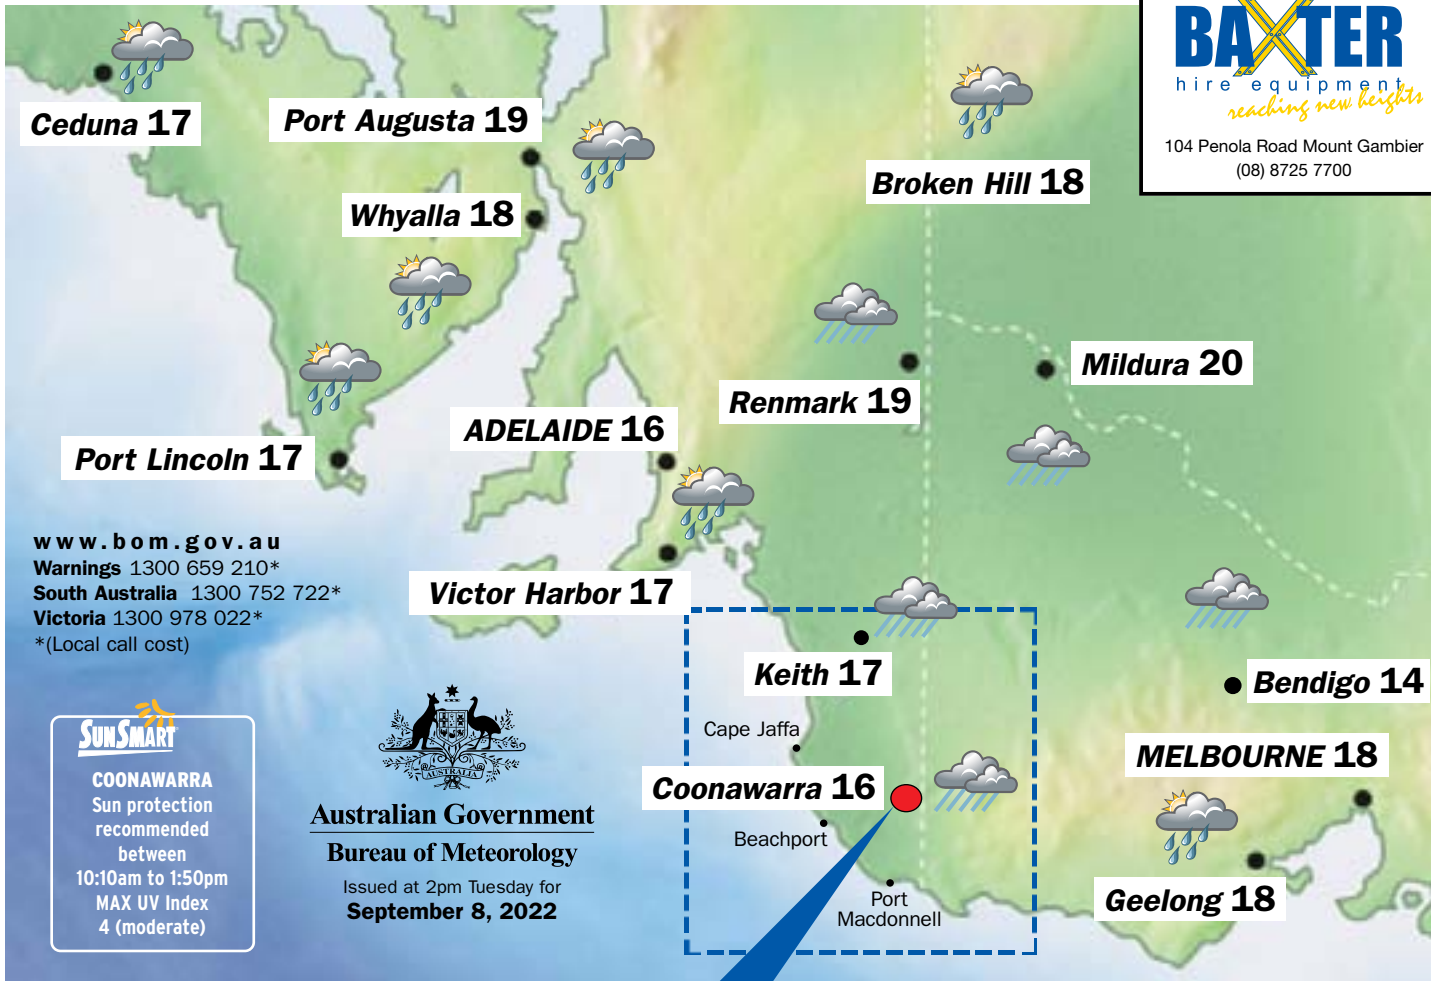 BAXTER
hire equipment
reaching new heights
104 Penola Road Mount Gambier
(08) 8725 7700
Ceduna 17
Port Augusta 19
Whyalla 18
Broken Hill 18
Renmark 19
Mildura 20
ADELAIDE 16
Port Lincoln 17
Victor Harbor 17
www.bom.gov.au
Warnings 1300 659 210*
South Australia 1300 752 722*
Victoria 1300 978 022*
*(Local call cost)
Keith 17
Cape Jaffa
Coonawarra 16
Beachport
Port
Macdonnell
Bendigo 14
MELBOURNE 18
Geelong 18
SUNSMART
COONAWARRA
Sun protection
recommended
between
10:10am to 1:50pm
MAX UV Index
4 (moderate)
AUSTRALIA
Australian Government
Bureau of Meteorology
Issued at 2pm Tuesday for
September 8, 2022